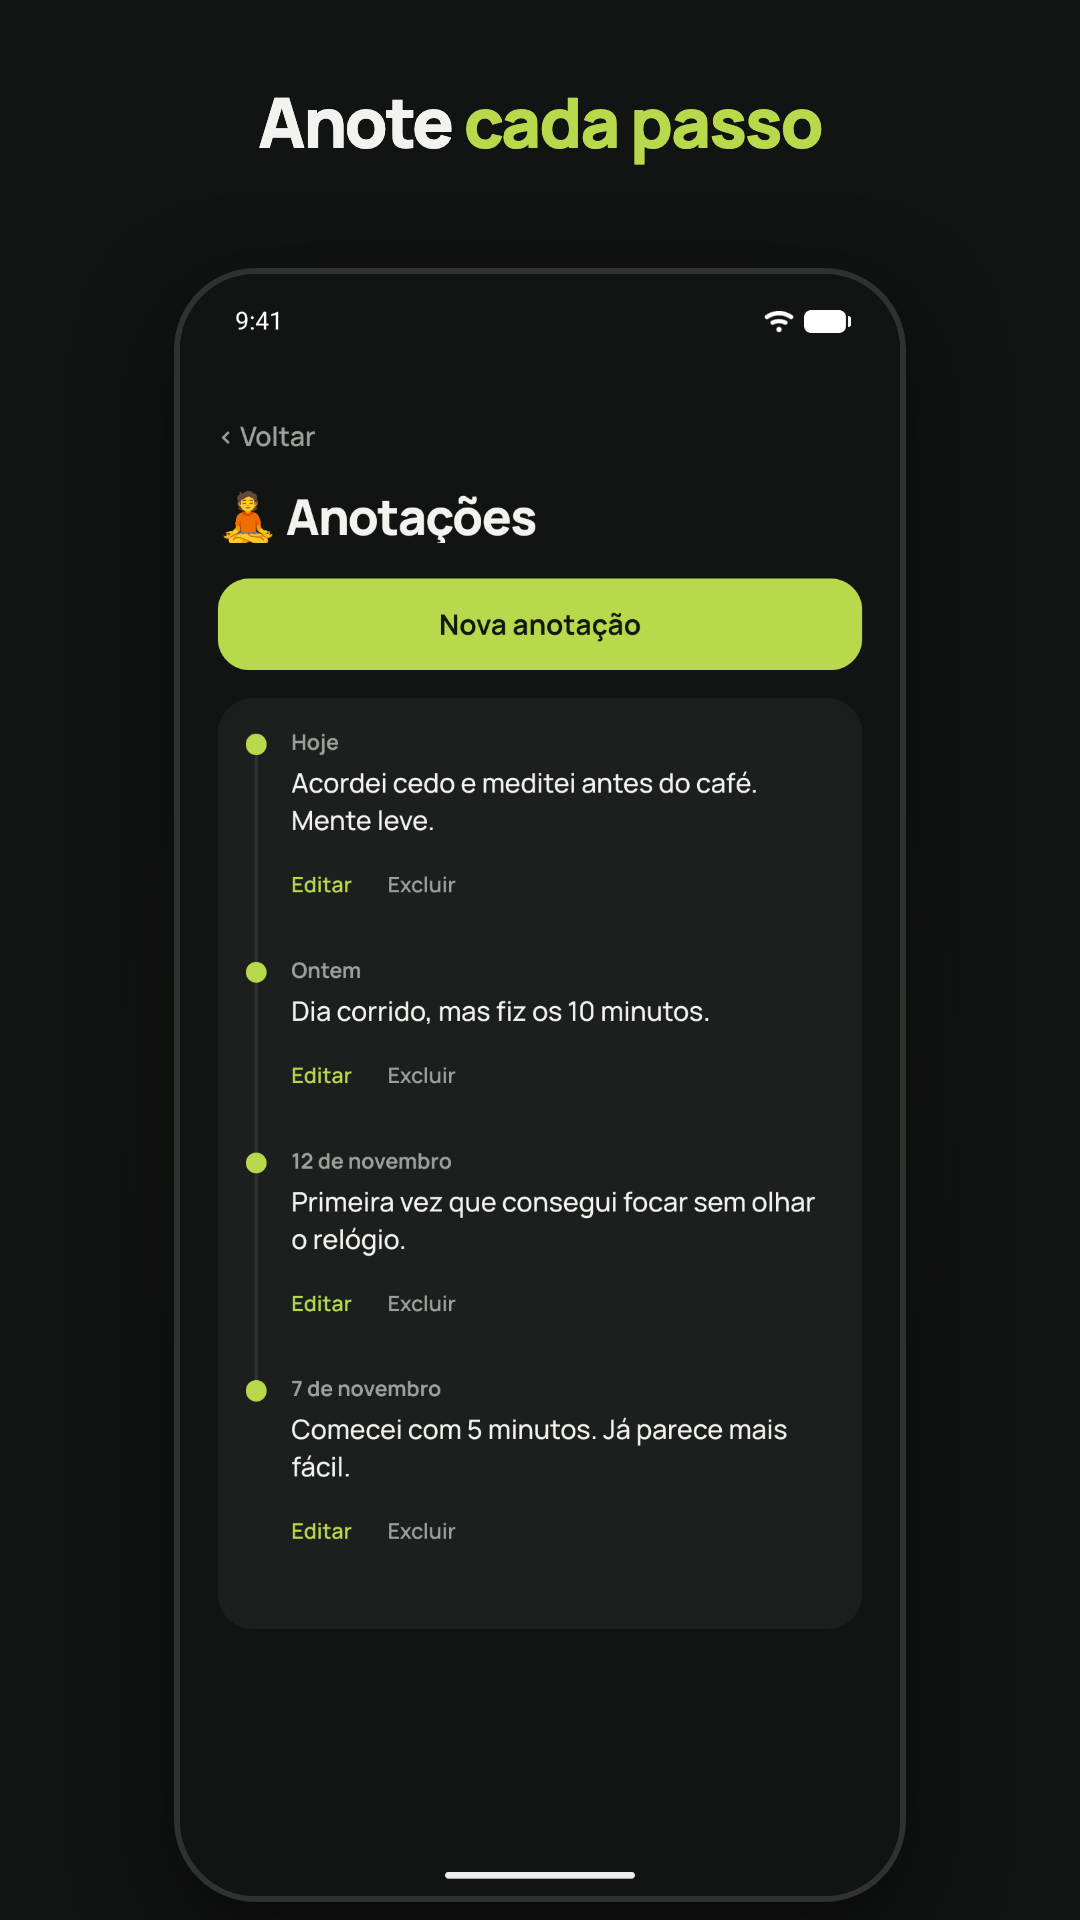 Anote cada passo
9:41
‹ Voltar
🧘 Anotações
Nova anotação
Hoje
Acordei cedo e meditei antes do café.
Mente leve.
Editar Excluir
Ontem
Dia corrido, mas fiz os 10 minutos.
Editar Excluir
12 de novembro
Primeira vez que consegui focar sem olhar
o relógio.
Editar Excluir
7 de novembro
Comecei com 5 minutos. Já parece mais
fácil.
Editar Excluir